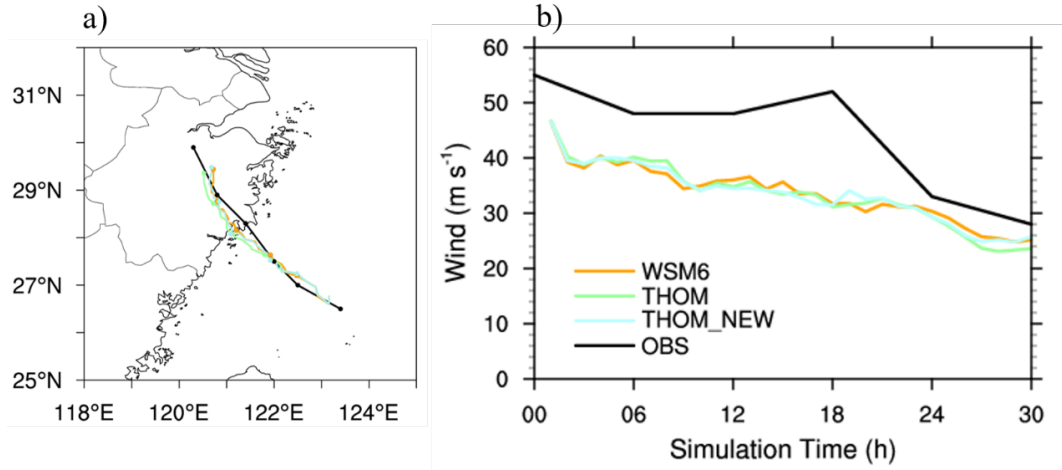 a)
31°N
29°N
27°N
25°N
118°E 120°E 122°E 124°E
b)
Wind (m s⁻¹)
60
50
40
30
20
10
0
WSM6
THOM
THOM_NEW
OBS
00 06 12 18 24 30
Simulation Time (h)